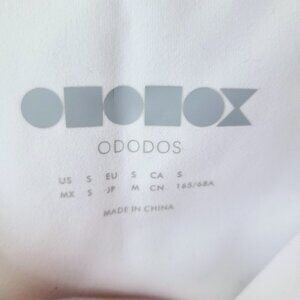 ODODOS
US S EU S CA S
MX S JP M CN 165/68A
MADE IN CHINA